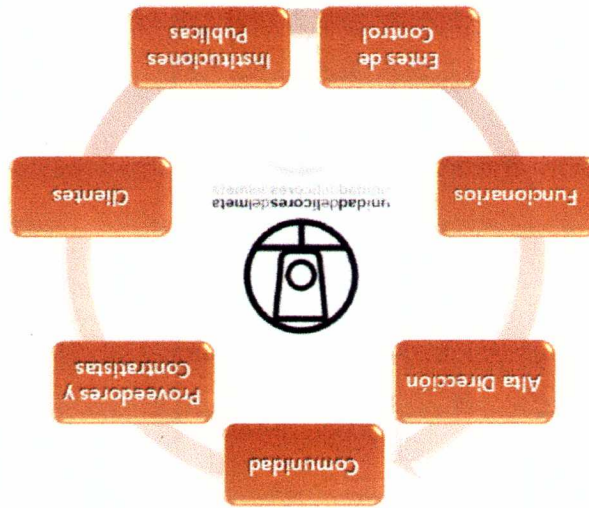 Comunidad
Proveedores y
Contratistas
Clientes
Instituciones
Publicas
Entes de
Control
Funcionarios
Alta Dirección
unidaddelicoresdelmeta